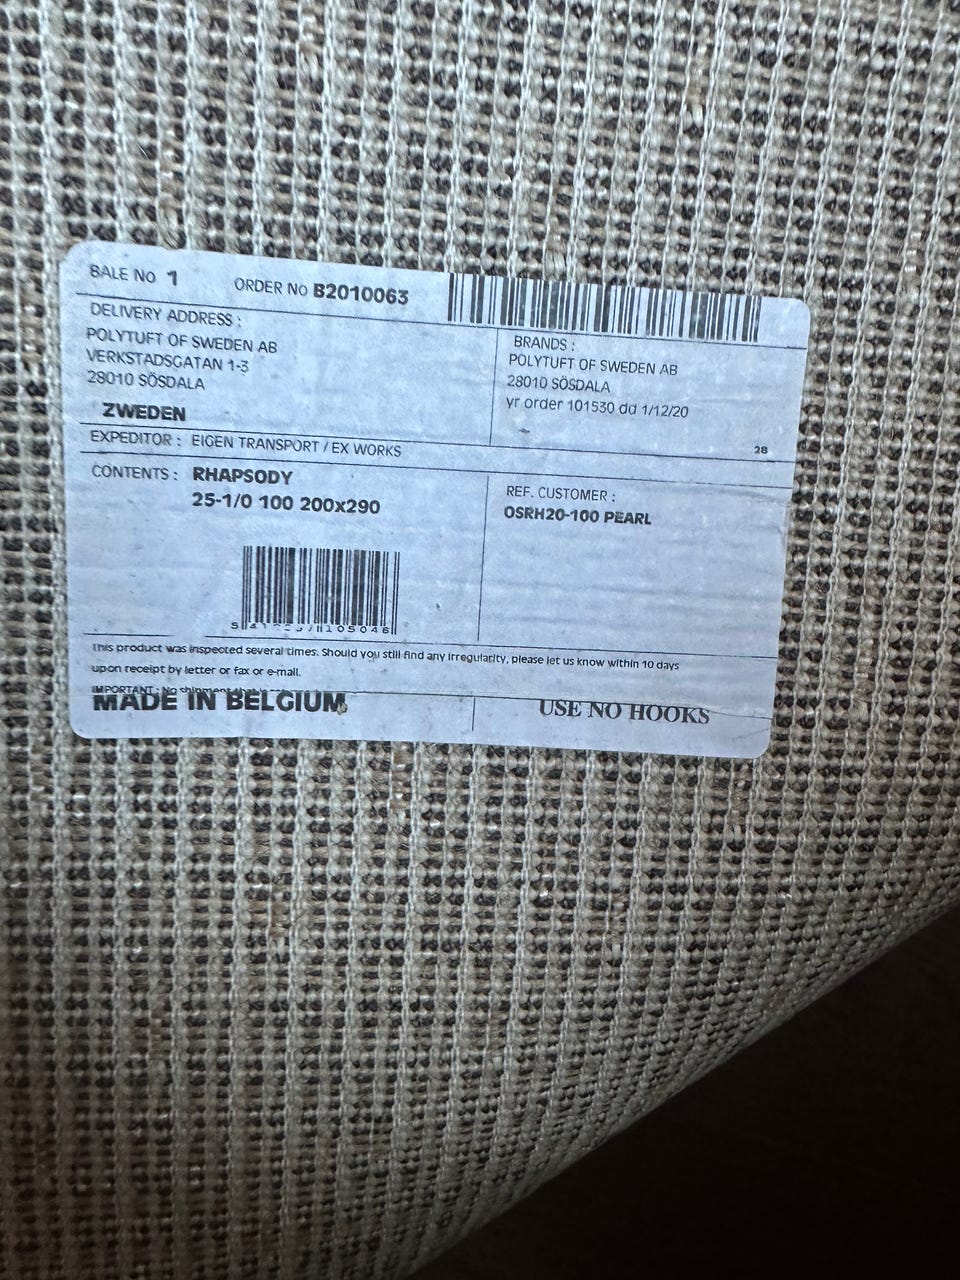 BALE No 1 ORDER No B2010063
DELIVERY ADDRESS :
POLYTUFT OF SWEDEN AB
VERKSTADSGATAN 1-3
28010 SÖSDALA
ZWEDEN
BRANDS :
POLYTUFT OF SWEDEN AB
28010 SÖSDALA
yr order 101530 dd 1/12/20
28
EXPEDITOR : EIGEN TRANSPORT / EX WORKS
CONTENTS : RHAPSODY
25-1/0 100 200x290
REF. CUSTOMER :
OSRH20-100 PEARL
This product was inspected several times. Should you still find any irregularity, please let us know within 10 days
upon receipt by letter or fax or e-mail.
IMPORTANT : No shipment
MADE IN BELGIUM
USE NO HOOKS